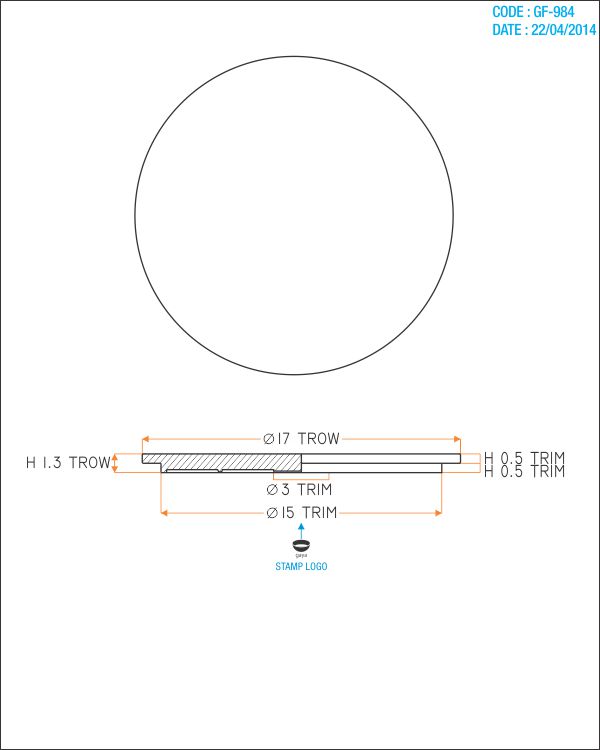 CODE : GF-984
DATE : 22/04/2014
Ø17 TROW
H 1.3 TROW
H 0.5 TRIM
H 0.5 TRIM
Ø3 TRIM
Ø15 TRIM
gaya
STAMP LOGO